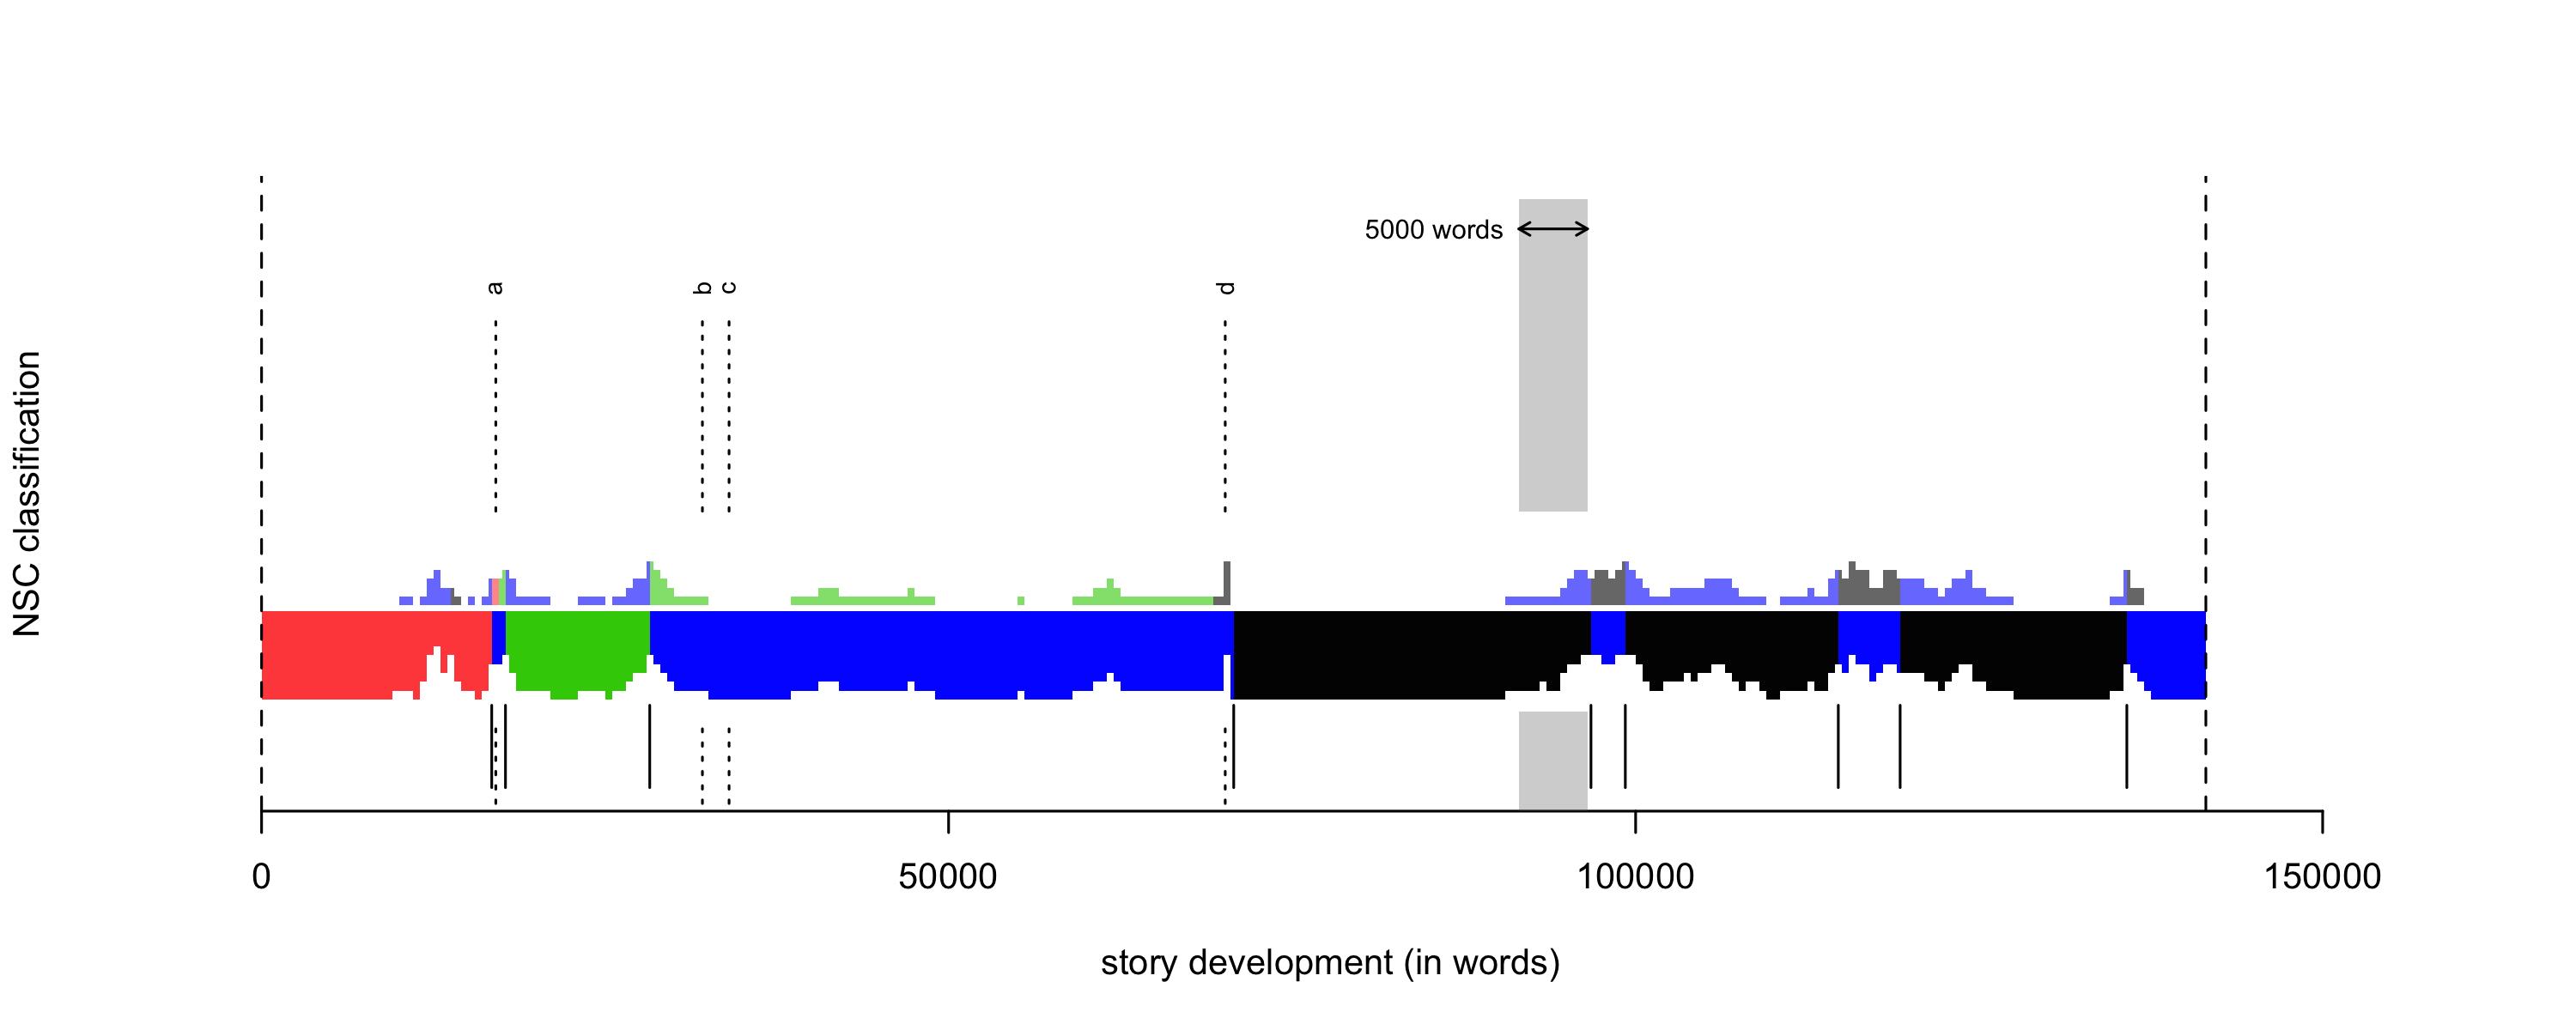 5000 words
a
b
c
d
NSC classification
0
50000
100000
150000
story development (in words)